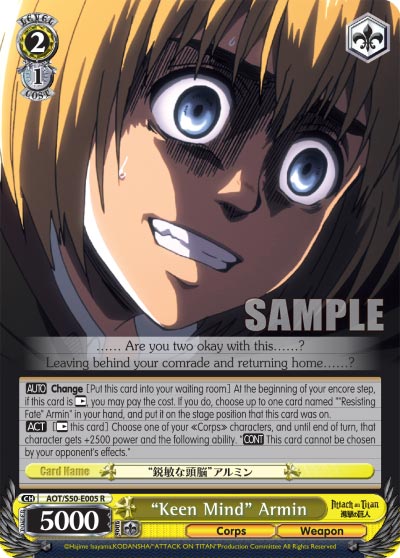 LEVEL
2
1
COST
SAMPLE
…… Are you two okay with this……?
Leaving behind your comrade and returning home……?
AUTO Change [Put this card into your waiting room] At the beginning of your encore step,
if this card is , you may pay the cost. If you do, choose up to one card named ""Resisting
Fate" Armin" in your hand, and put it on the stage position that this card was on.
ACT [ this card] Choose one of your «Corps» characters, and until end of turn, that
character gets +2500 power and the following ability. "CONT This card cannot be chosen
by your opponent's effects."
Card Name
“鋭敏な頭脳”アルミン
CH AOT/S50-E005 R
Attack on Titan
進撃の巨人
POWER
5000
SOUL
“Keen Mind” Armin
Corps
Weapon
©Hajime Isayama,KODANSHA/"ATTACK ON TITAN"Production Committee All Rights Reserved.